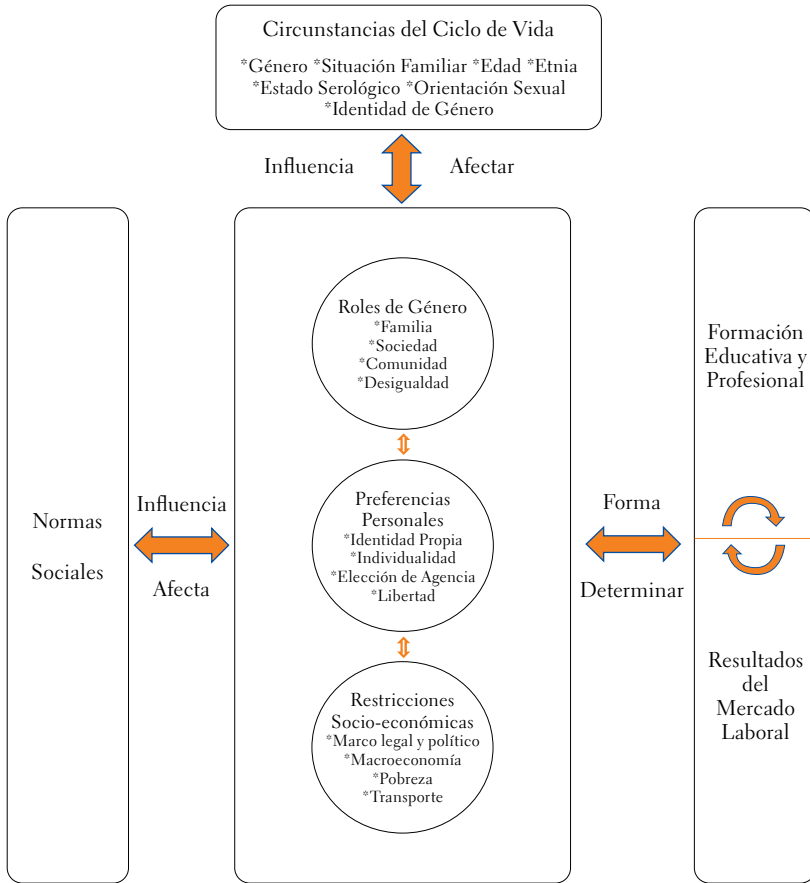 Circunstancias del Ciclo de Vida
*Género *Situación Familiar *Edad *Etnia
*Estado Serológico *Orientación Sexual
*Identidad de Género
Influencia
Afectar
Normas
Sociales
Influencia
Afecta
Roles de Género
*Familia
*Sociedad
*Comunidad
*Desigualdad
Preferencias
Personales
*Identidad Propia
*Individualidad
*Elección de Agencia
*Libertad
Restricciones
Socio-económicas
*Marco legal y político
*Macroeconomía
*Pobreza
*Transporte
Forma
Determinar
Formación
Educativa y
Profesional
Resultados
del
Mercado
Laboral